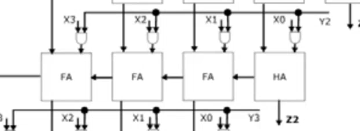 X3 X2 X1 X0 Y2
FA FA FA HA
X2 X1 X0 Y3 Z2